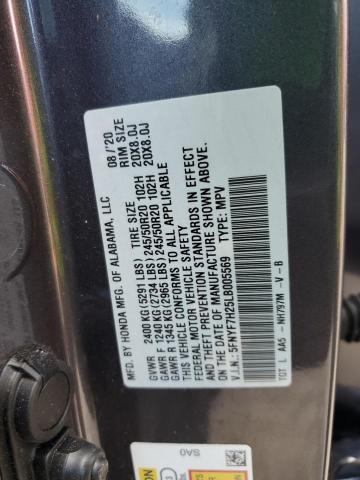 MFD. BY HONDA MFG. OF ALABAMA, LLC 08/'20
TIRE SIZE RIM SIZE
GVWR 2400 KG(5291 LBS)
GAWR F 1240 KG(2734 LBS) 245/50R20 102H 20X8.0J
GAWR R 1345 KG(2965 LBS) 245/50R20 102H 20X8.0J
THIS VEHICLE CONFORMS TO ALL APPLICABLE
FEDERAL MOTOR VEHICLE SAFETY
AND THEFT PREVENTION STANDARDS IN EFFECT
ON THE DATE OF MANUFACTURE SHOWN ABOVE.
V.I.N.: 5FNYF7H25LB005569 TYPE: MPV
TGT L AA5 -NH797M -V-B
SA0